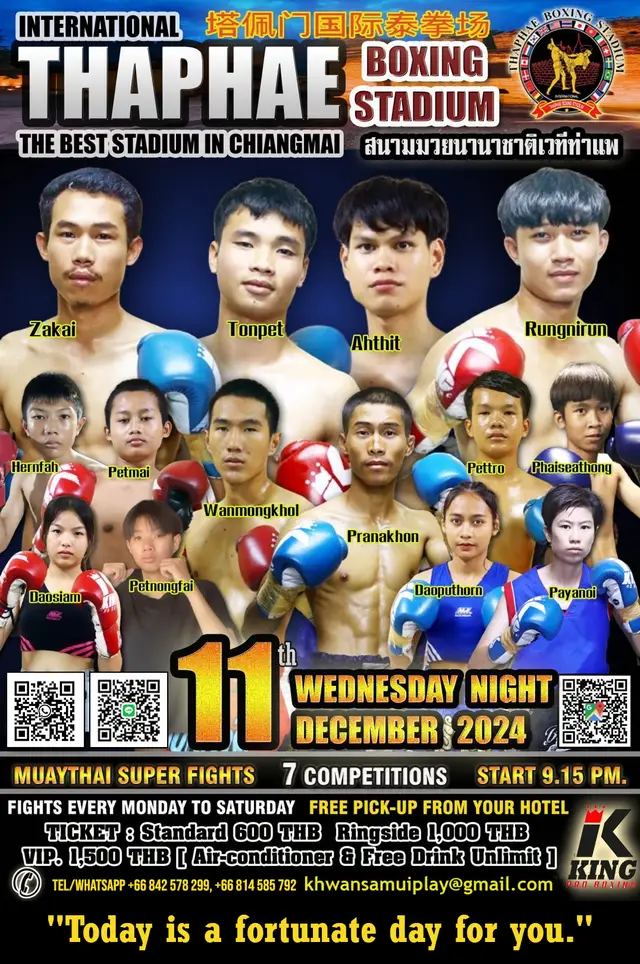 INTERNATIONAL
塔佩门国际泰拳场
THAPHAE
BOXING
STADIUM
THE BEST STADIUM IN CHIANGMAI
สนามมวยนานาชาติเวทีท่าแพ
THAPHAE BOXING STADIUM
Zakai
Tonpet
Ahthit
Rungnirun
Hernfah
Petmai
Wanmongkhol
Pranakhon
Pettro
Phaiseathong
Daosiam
Petnongfai
Daoputhorn
Payanoi
11th
WEDNESDAY NIGHT
DECEMBER 2024
MUAYTHAI SUPER FIGHTS 7 COMPETITIONS START 9.15 PM.
FIGHTS EVERY MONDAY TO SATURDAY FREE PICK-UP FROM YOUR HOTEL
TICKET : Standard 600 THB Ringside 1,000 THB
VIP. 1,500 THB [ Air-conditioner & Free Drink Unlimit ]
K
KING
PRO BOXING
TEL/WHATSAPP +66 842 578 299, +66 814 585 792 khwansamuiplay@gmail.com
"Today is a fortunate day for you."